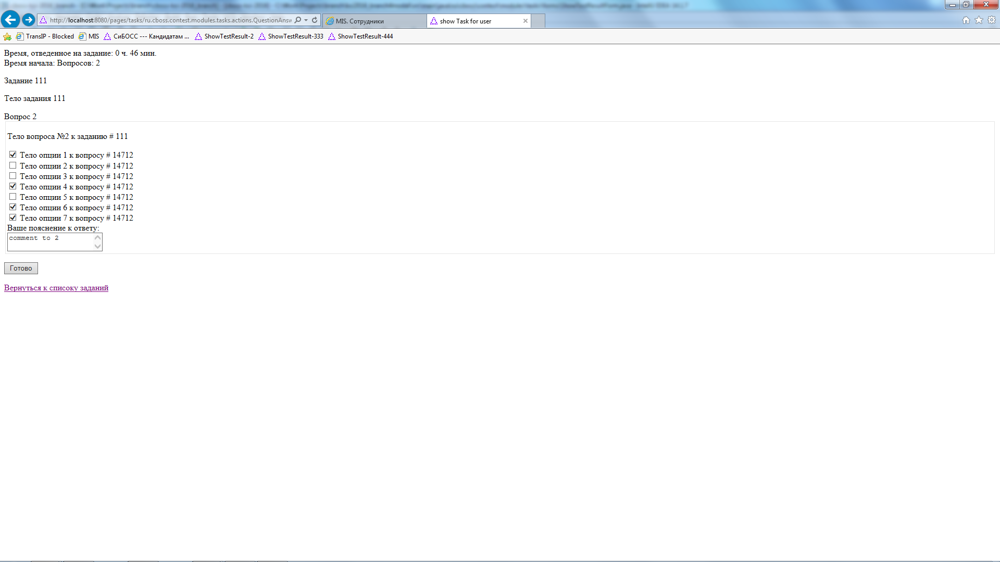 http://localhost:8080/pages/tasks/ru.cboss.contest.modules.tasks.actions.QuestionAnsw
MIS. Сотрудники
show Task for user
TransIP - Blocked
MIS
СиБОСС --- Кандидатам ...
ShowTestResult-2
ShowTestResult-333
ShowTestResult-444
Время, отведенное на задание: 0 ч. 46 мин.
Время начала: Вопросов: 2
Задание 111
Тело задания 111
Вопрос 2
Тело вопроса №2 к заданию # 111
Тело опции 1 к вопросу # 14712
Тело опции 2 к вопросу # 14712
Тело опции 3 к вопросу # 14712
Тело опции 4 к вопросу # 14712
Тело опции 5 к вопросу # 14712
Тело опции 6 к вопросу # 14712
Тело опции 7 к вопросу # 14712
Ваше пояснение к ответу:
comment to 2
Готово
Вернуться к списоку заданий